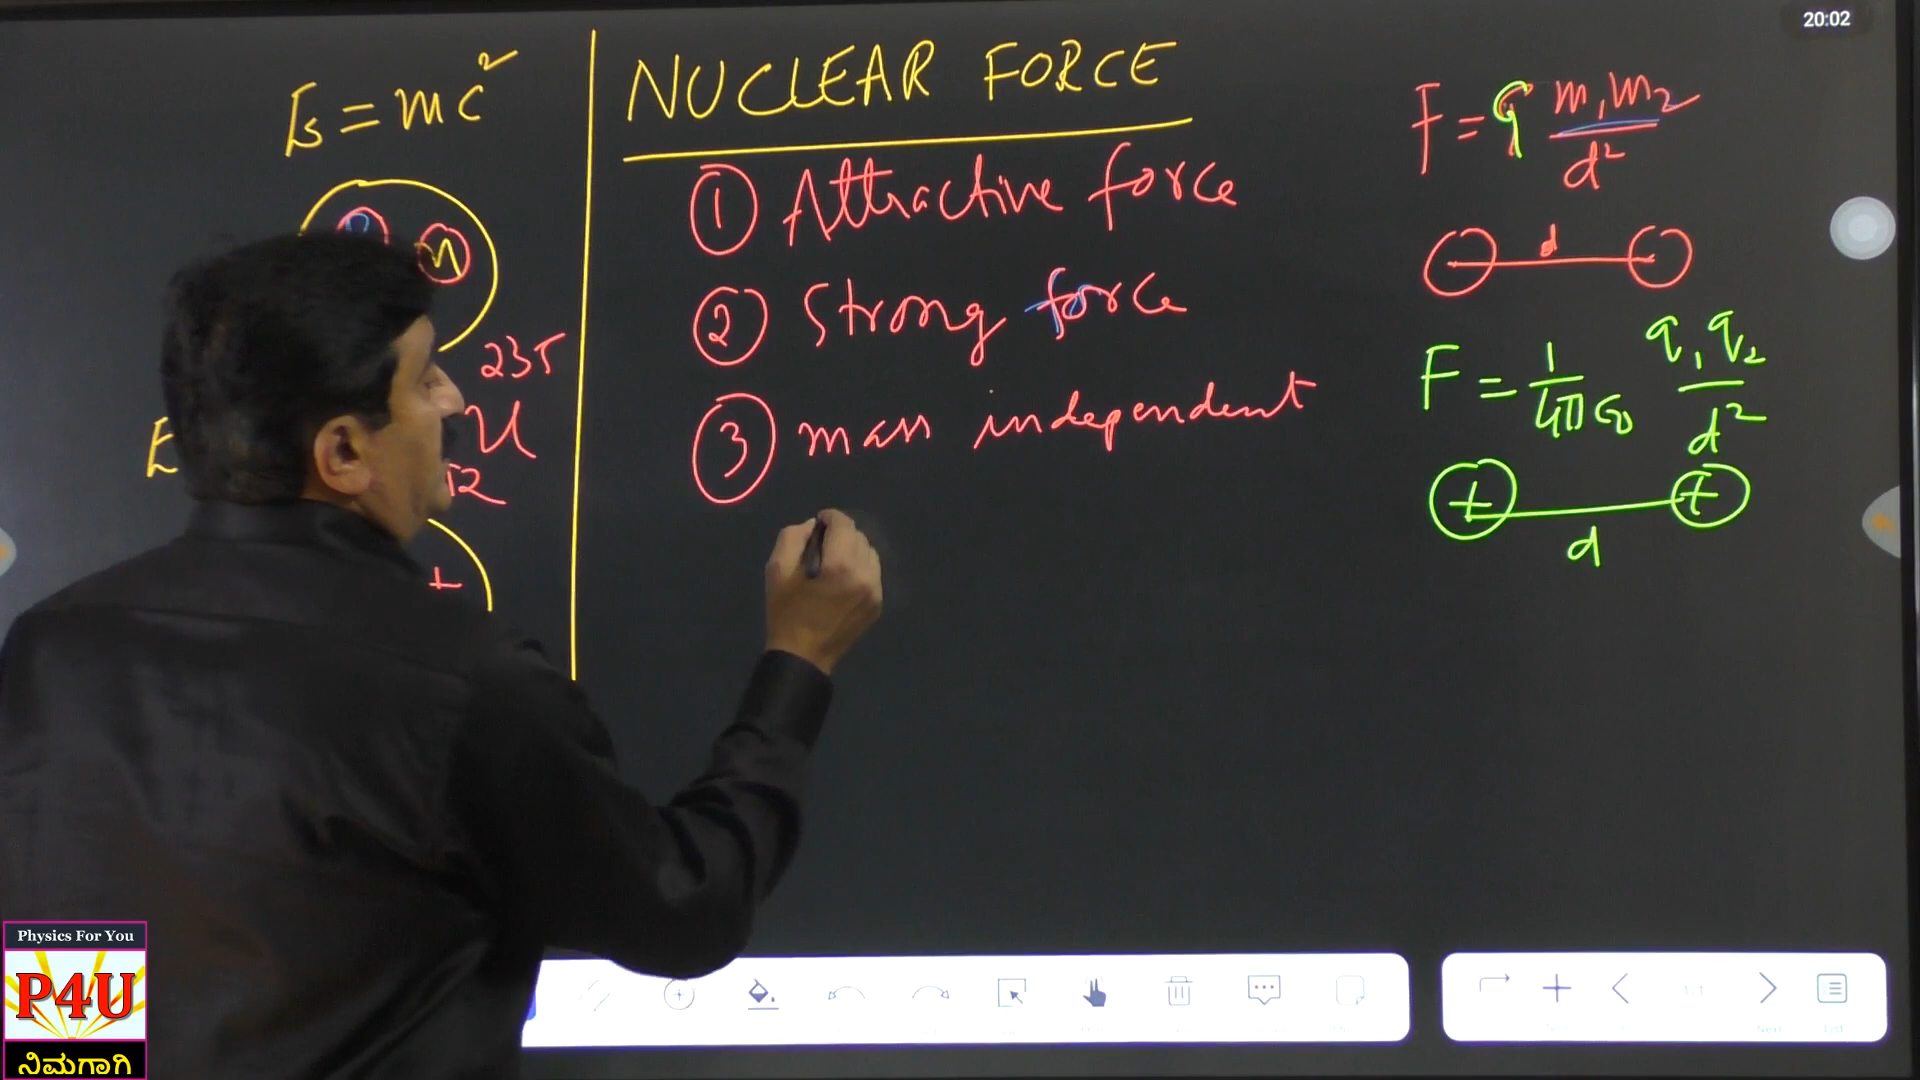 20:02
E = mc²
n
235
U
E
+
NUCLEAR FORCE
① Attractive force
② Strong force
③ mass independent
F = G m₁m₂/d²
d
F = 1/4πε₀ q₁q₂/d²
+ +
d
Physics For You
P4U
ನಿಮಗಾಗಿ